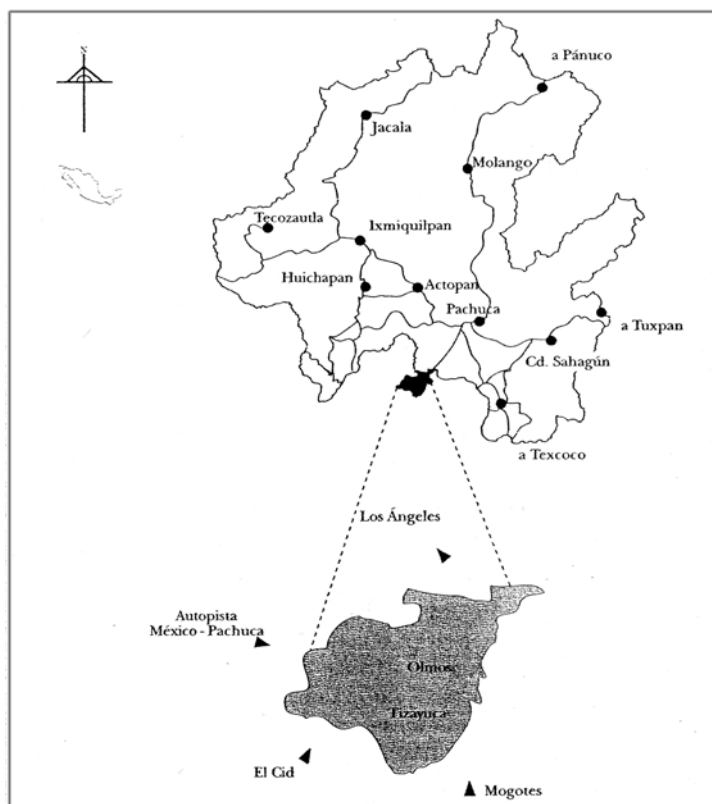 N
a Pánuco
Jacala
Molango
Tecozautla
Ixmiquilpan
Huichapan
Actopan
Pachuca
a Tuxpan
Cd. Sahagún
a Texcoco
Los Ángeles
Autopista
México - Pachuca
Olmos
Tizayuca
El Cid
Mogotes